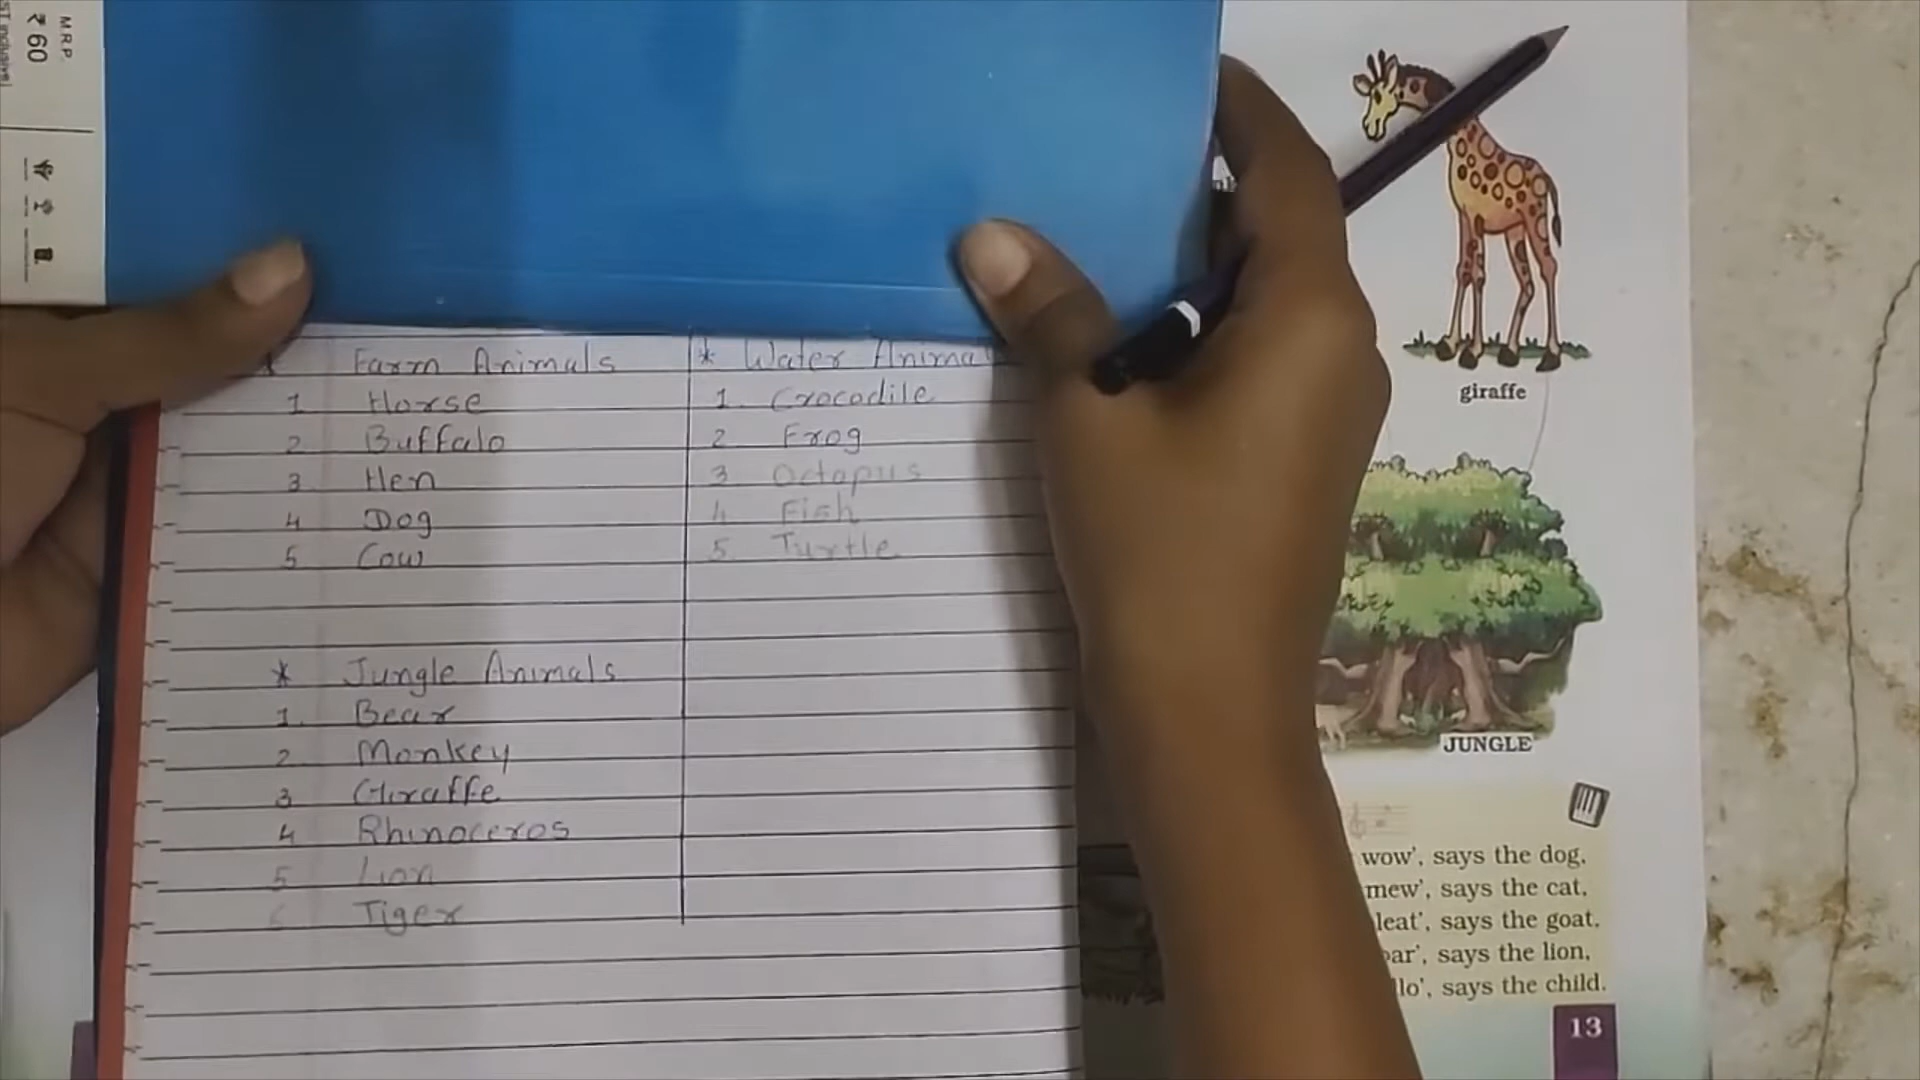 M.R.P.
₹ 60
* Farm Animals
1 Horse
2 Buffalo
3 Hen
4 Dog
5 Cow
* Water Anima
1. Crocodile
2 Frog
3 Octopus
4 Fish
5. Turtle
* Jungle Animals
1. Bear
2 Monkey
3 Giraffe
4 Rhinoceros
5 Lion
6 Tiger
giraffe
JUNGLE
wow', says the dog,
mew', says the cat,
leat', says the goat.
ar', says the lion,
llo', says the child.
13